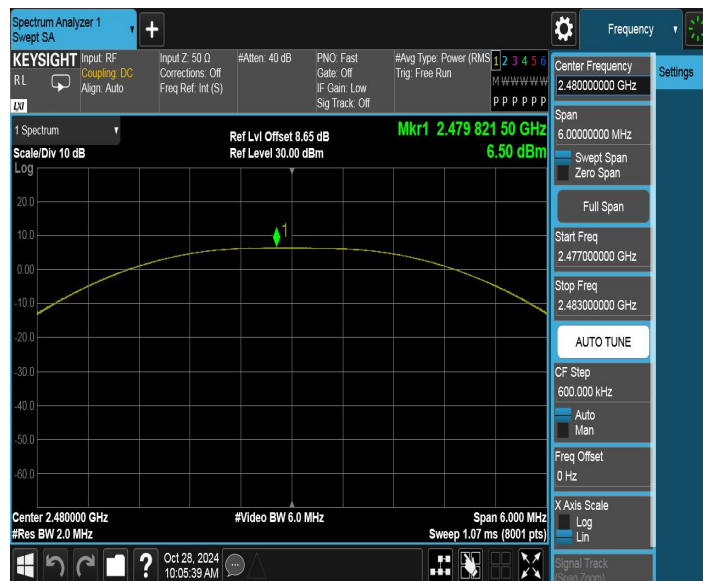 Spectrum Analyzer 1
Swept SA
+
Frequency
KEYSIGHT
RL
LXI
Input: RF
Coupling: DC
Align: Auto
Input Z: 50 Ω
Corrections: Off
Freq Ref: Int (S)
#Atten: 40 dB
PNO: Fast
Gate: Off
IF Gain: Low
Sig Track: Off
#Avg Type: Power (RMS
Trig: Free Run
1 2 3 4 5 6
M W W W W W
P P P P P P
1 Spectrum
Scale/Div 10 dB
Log
Ref Lvl Offset 8.65 dB
Ref Level 30.00 dBm
Mkr1 2.479 821 50 GHz
6.50 dBm
20.0
10.0
0.00
-10.0
-20.0
-30.0
-40.0
-50.0
-60.0
1
Center 2.480000 GHz
#Res BW 2.0 MHz
#Video BW 6.0 MHz
Span 6.000 MHz
Sweep 1.07 ms (8001 pts)
Center Frequency
2.480000000 GHz
Span
6.00000000 MHz
Swept Span
Zero Span
Full Span
Start Freq
2.477000000 GHz
Stop Freq
2.483000000 GHz
AUTO TUNE
CF Step
600.000 kHz
Auto
Man
Freq Offset
0 Hz
X Axis Scale
Log
Lin
Signal Track
(Span Zoom)
Settings
?
Oct 28, 2024
10:05:39 AM